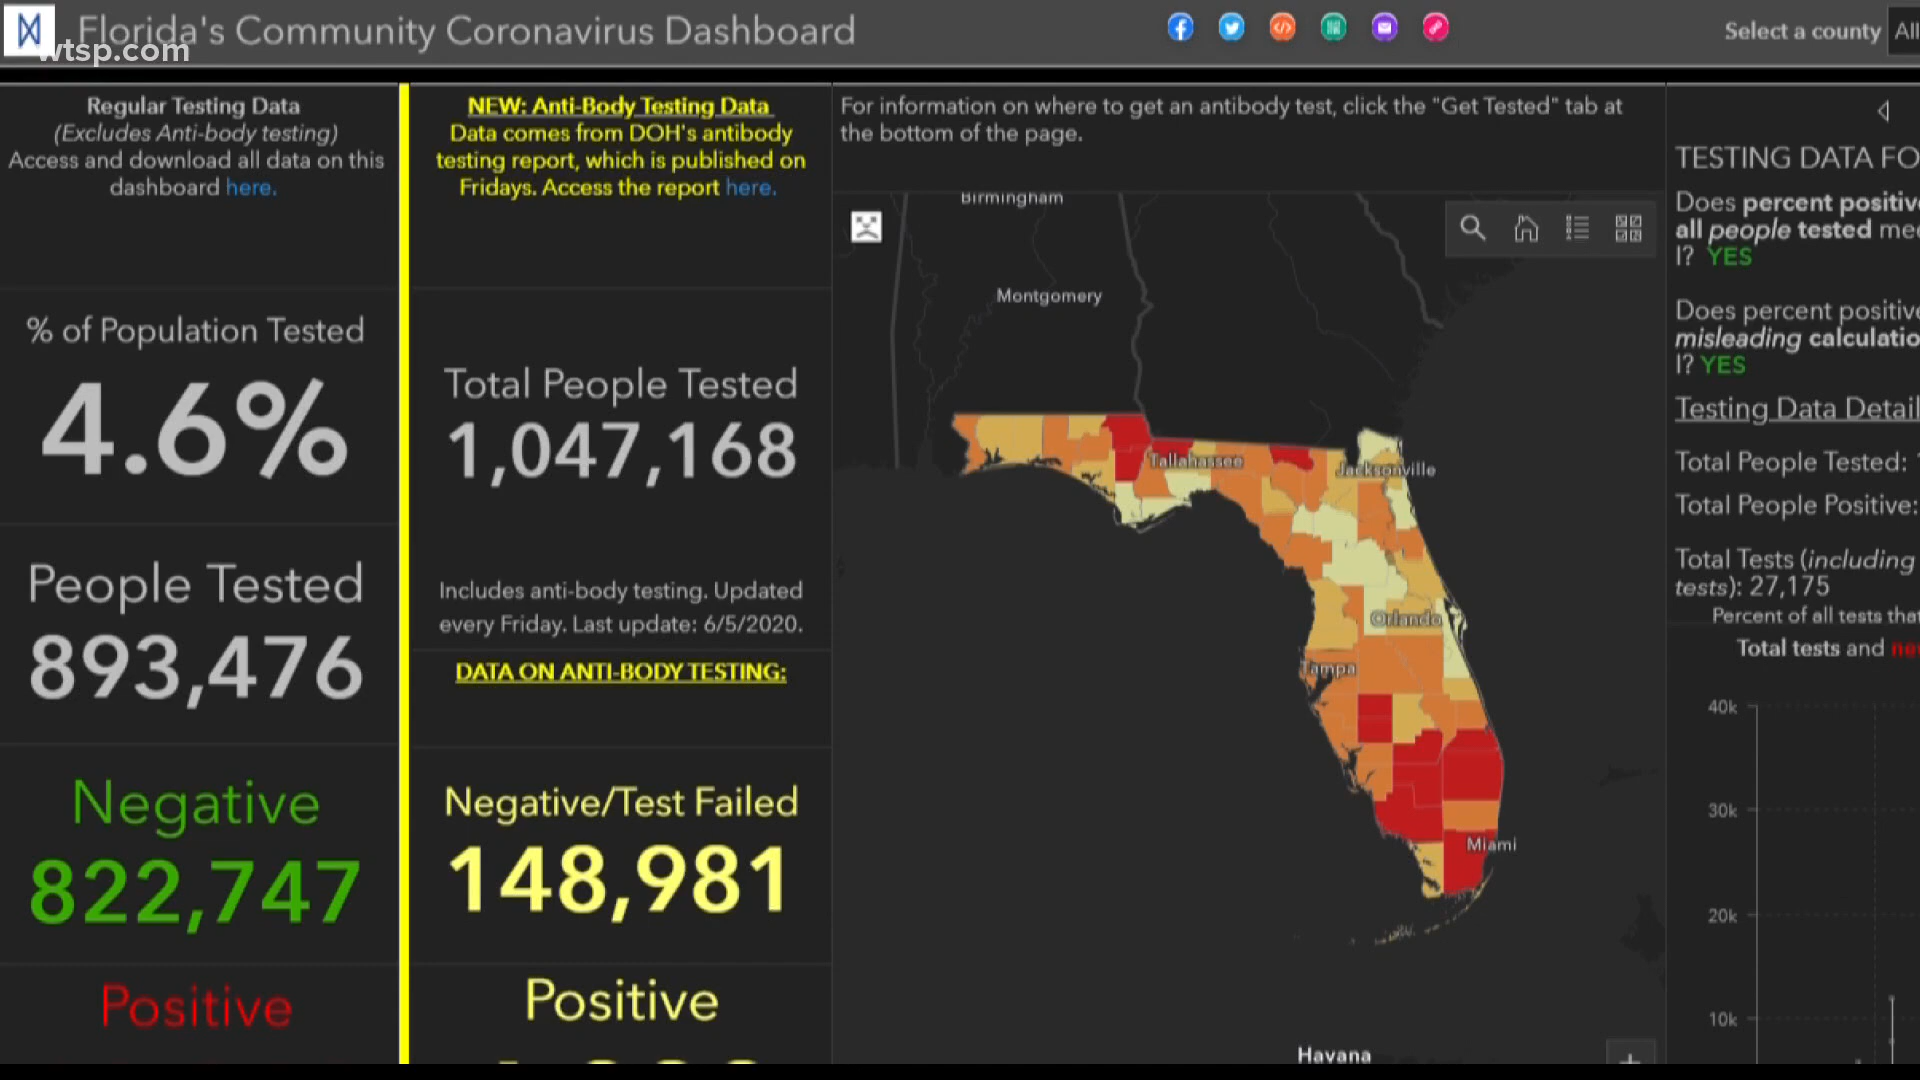 Florida's Community Coronavirus Dashboard
wtsp.com
Select a county All
Regular Testing Data
(Excludes Anti-body testing)
Access and download all data on this
dashboard here.
% of Population Tested
4.6%
People Tested
893,476
Negative
822,747
Positive
NEW: Anti-Body Testing Data
Data comes from DOH's antibody
testing report, which is published on
Fridays. Access the report here.
Total People Tested
1,047,168
Includes anti-body testing. Updated
every Friday. Last update: 6/5/2020.
DATA ON ANTI-BODY TESTING:
Negative/Test Failed
148,981
Positive
For information on where to get an antibody test, click the "Get Tested" tab at
the bottom of the page.
Birmingham
Montgomery
Tallahassee
Jacksonville
Orlando
Tampa
Miami
Havana
TESTING DATA FO
Does percent positive
all people tested mee
I? YES
Does percent positive
misleading calculatio
I? YES
Testing Data Detail
Total People Tested:
Total People Positive:
Total Tests (including
tests): 27,175
Percent of all tests that
Total tests and new
40k
30k
20k
10k